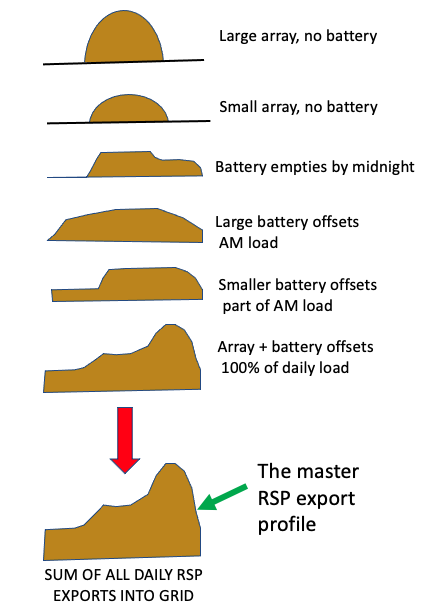 Large array, no battery
Small array, no battery
Battery empties by midnight
Large battery offsets
AM load
Smaller battery offsets
part of AM load
Array + battery offsets
100% of daily load
The master
RSP export
profile
SUM OF ALL DAILY RSP
EXPORTS INTO GRID